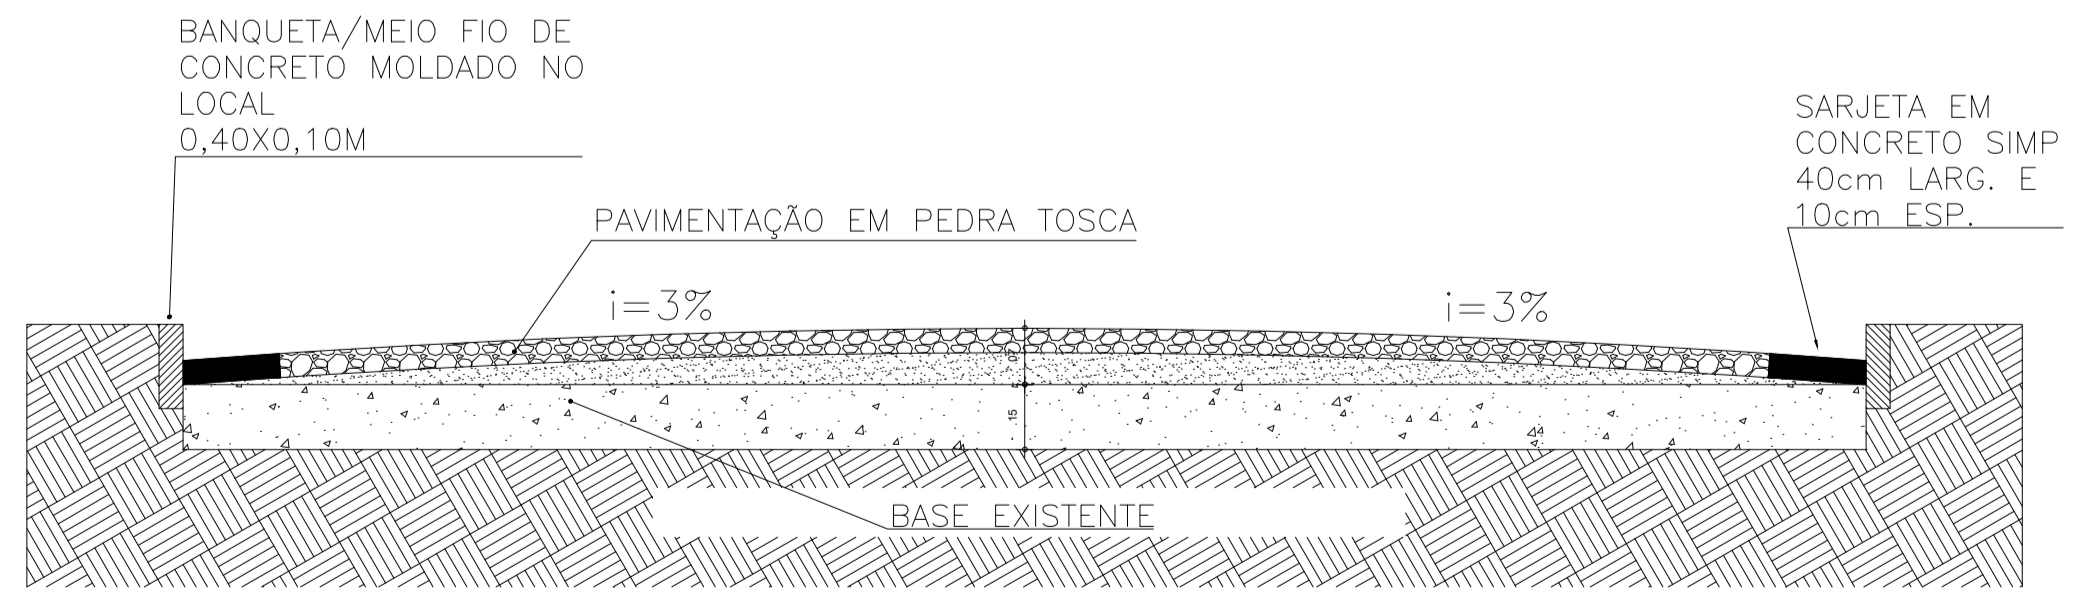 BANQUETA/MEIO FIO DE
CONCRETO MOLDADO NO
LOCAL
0,40X0,10M
SARJETA EM
CONCRETO SIMP
40cm LARG. E
10cm ESP.
PAVIMENTAÇÃO EM PEDRA TOSCA
i=3%
i=3%
.15
BASE EXISTENTE